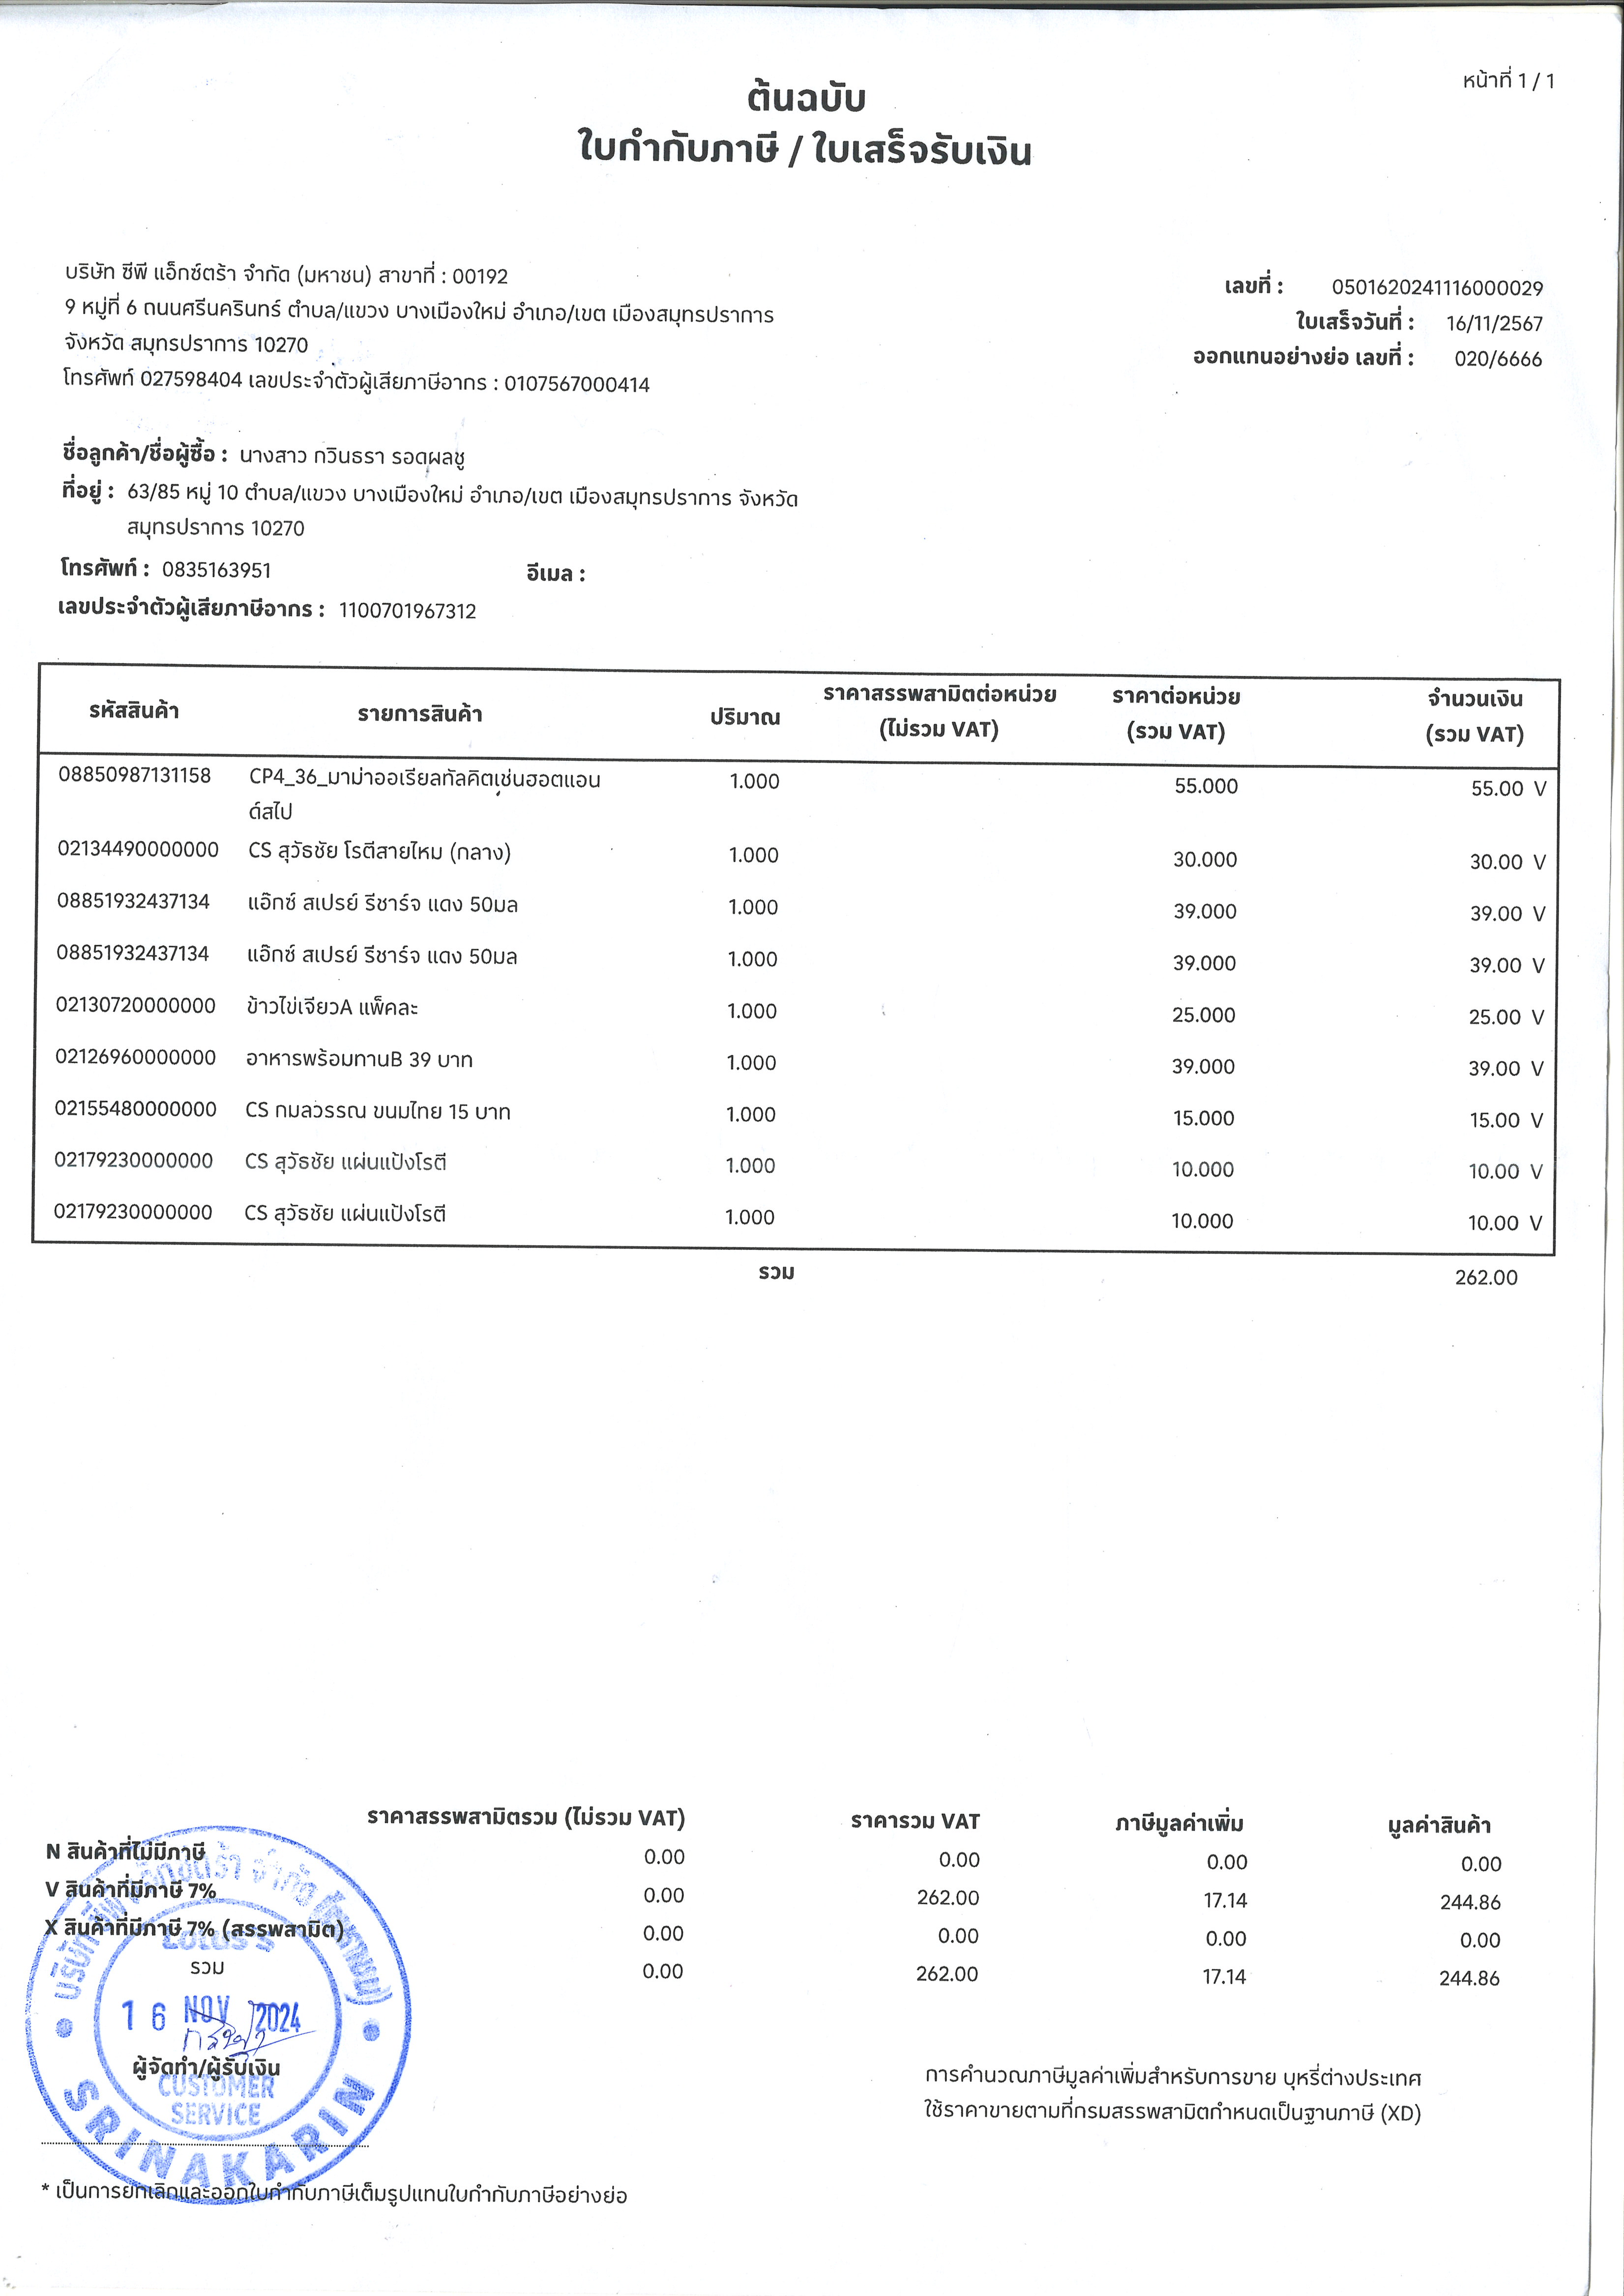 หน้าที่ 1 / 1
ต้นฉบับ
ใบกำกับภาษี / ใบเสร็จรับเงิน
บริษัท ซีพี แอ็กซ์ตร้า จำกัด (มหาชน) สาขาที่ : 00192
9 หมู่ที่ 6 ถนนศรีนครินทร์ ตำบล/แขวง บางเมืองใหม่ อำเภอ/เขต เมืองสมุทรปราการ
จังหวัด สมุทรปราการ 10270
โทรศัพท์ 027598404 เลขประจำตัวผู้เสียภาษีอากร : 0107567000414
เลขที่ : 0501620241116000029
ใบเสร็จวันที่ : 16/11/2567
ออกแทนอย่างย่อ เลขที่ : 020/6666
ชื่อลูกค้า/ชื่อผู้ซื้อ : นางสาว กวินธรา รอดผลชู
ที่อยู่ : 63/85 หมู่ 10 ตำบล/แขวง บางเมืองใหม่ อำเภอ/เขต เมืองสมุทรปราการ จังหวัด
สมุทรปราการ 10270
โทรศัพท์ : 0835163951 อีเมล :
เลขประจำตัวผู้เสียภาษีอากร : 1100701967312
รหัสสินค้า รายการสินค้า ปริมาณ ราคาสรรพสามิตต่อหน่วย (ไม่รวม VAT) ราคาต่อหน่วย (รวม VAT) จำนวนเงิน (รวม VAT)
08850987131158 CP4_36_มาม่าออเรียลทัลคิตเช่นฮอตแอน 1.000 55.000 55.00 V
ด์สไป
02134490000000 CS สุวัธชัย โรตีสายไหม (กลาง) 1.000 30.000 30.00 V
08851932437134 แอ๊กซ์ สเปรย์ รีชาร์จ แดง 50มล 1.000 39.000 39.00 V
08851932437134 แอ๊กซ์ สเปรย์ รีชาร์จ แดง 50มล 1.000 39.000 39.00 V
02130720000000 ข้าวไข่เจียวA แพ็คละ 1.000 25.000 25.00 V
02126960000000 อาหารพร้อมทานB 39 บาท 1.000 39.000 39.00 V
02155480000000 CS กมลวรรณ ขนมไทย 15 บาท 1.000 15.000 15.00 V
02179230000000 CS สุวัธชัย แผ่นแป้งโรตี 1.000 10.000 10.00 V
02179230000000 CS สุวัธชัย แผ่นแป้งโรตี 1.000 10.000 10.00 V
รวม 262.00
ราคาสรรพสามิตรวม (ไม่รวม VAT) ราคารวม VAT ภาษีมูลค่าเพิ่ม มูลค่าสินค้า
N สินค้าที่ไม่มีภาษี 0.00 0.00 0.00 0.00
V สินค้าที่มีภาษี 7% 0.00 262.00 17.14 244.86
X สินค้าที่มีภาษี 7% (สรรพสามิต) 0.00 0.00 0.00 0.00
รวม 0.00 262.00 17.14 244.86
บริษัท ซีพี แอ็กซ์ตร้า จำกัด (มหาชน)
Lotus's
16 NOV 2024
ผู้จัดทำ/ผู้รับเงิน
CUSTOMER
SERVICE
SRINAKARIN
การคำนวณภาษีมูลค่าเพิ่มสำหรับการขาย บุหรี่ต่างประเทศ
ใช้ราคาขายตามที่กรมสรรพสามิตกำหนดเป็นฐานภาษี (XD)
* เป็นการยกเลิกและออกใบกำกับภาษีเต็มรูปแทนใบกำกับภาษีอย่างย่อ